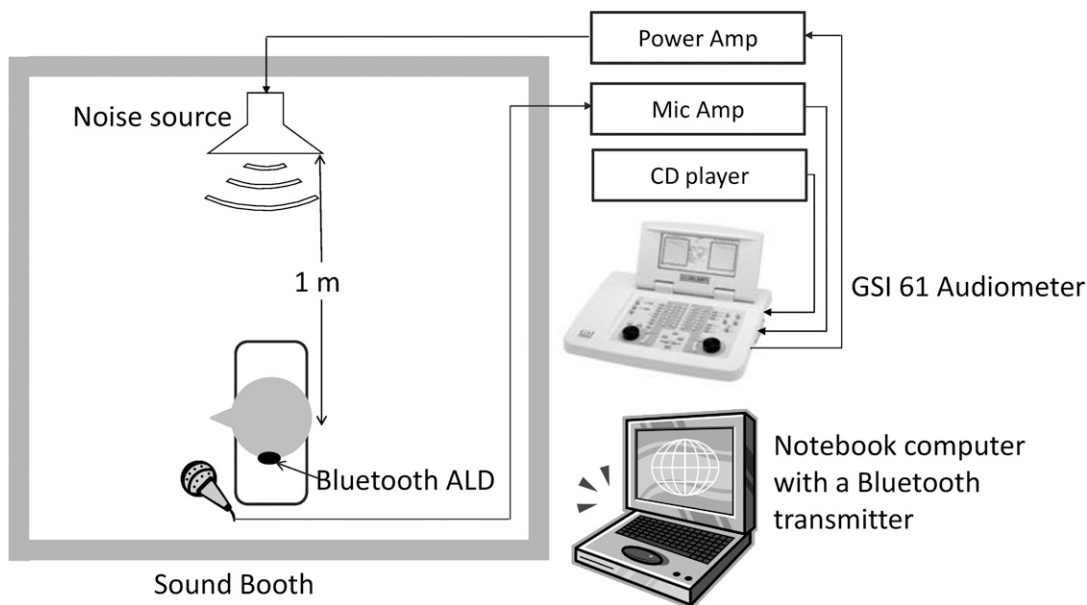 Power Amp
Mic Amp
CD player
Noise source
1 m
GSI 61 Audiometer
Bluetooth ALD
Notebook computer
with a Bluetooth
transmitter
Sound Booth